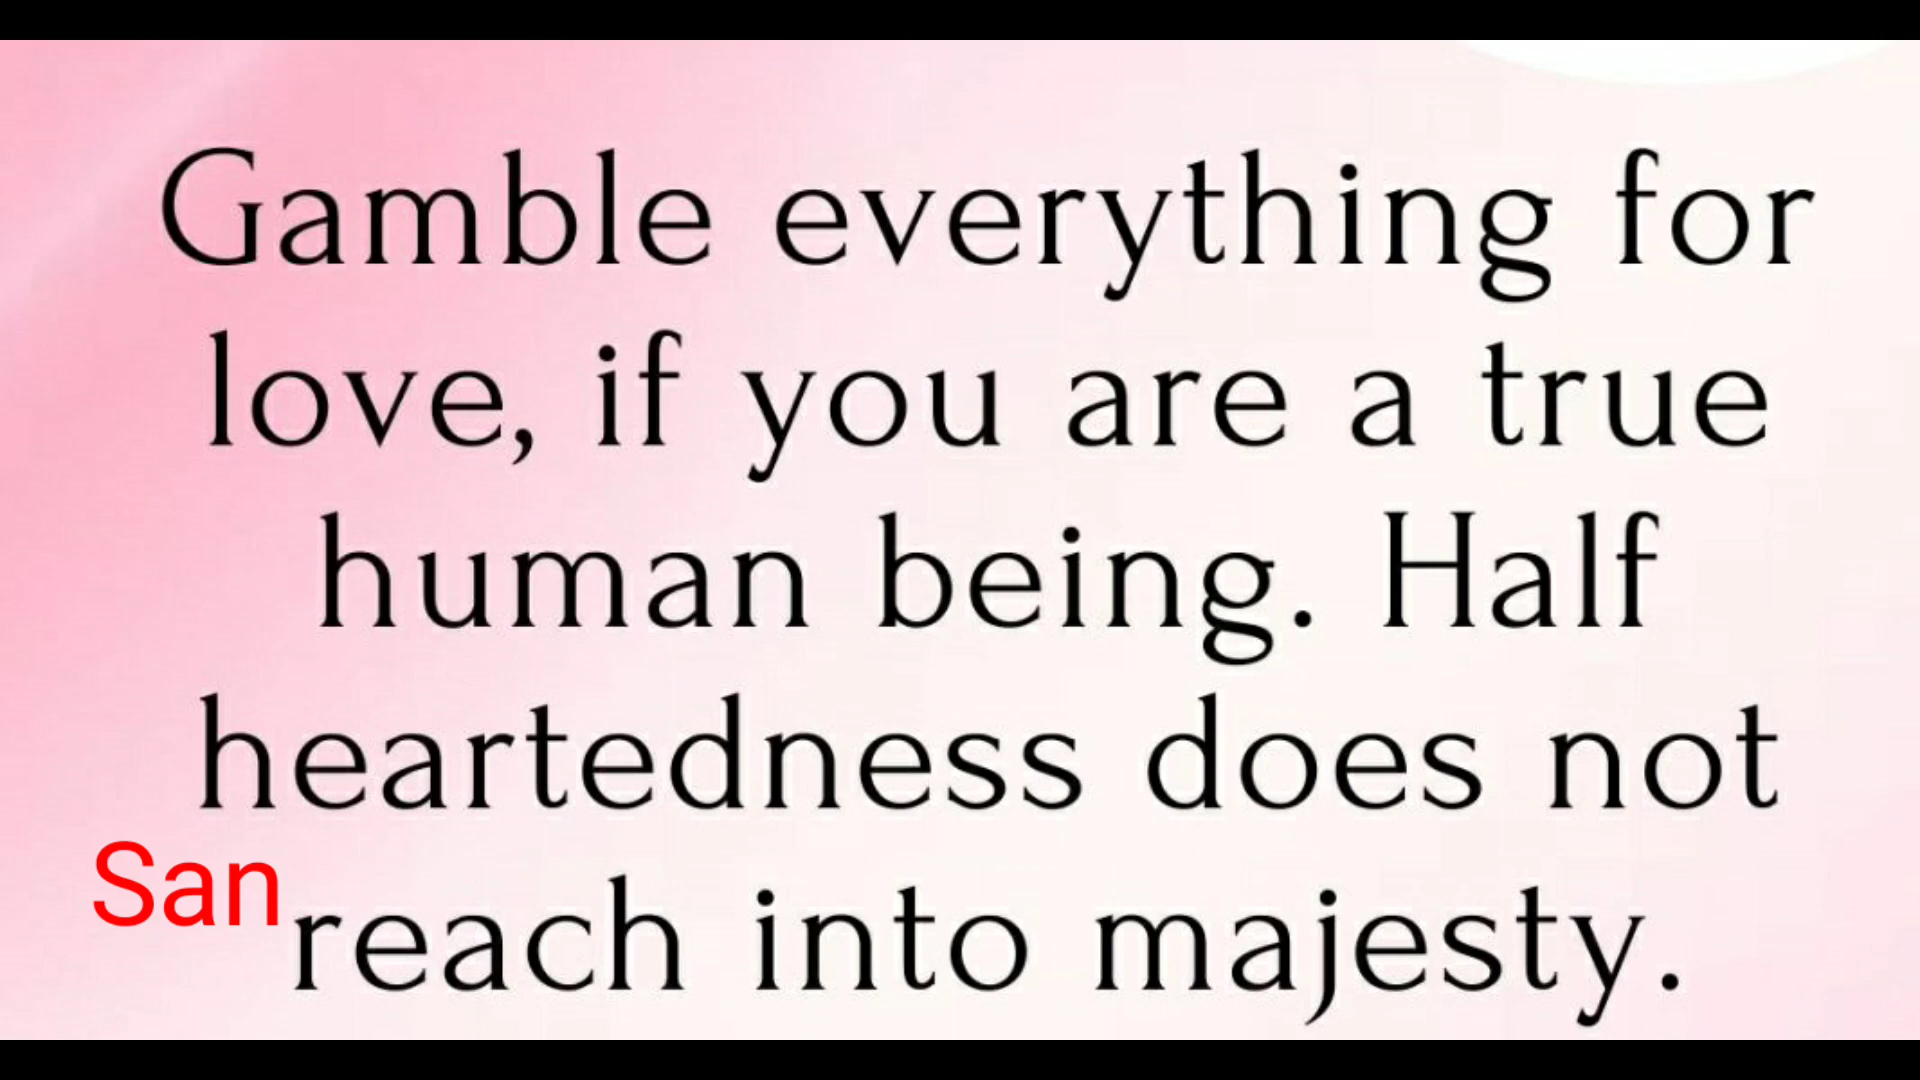 Gamble everything for
love, if you are a true
human being. Half
heartedness does not
San
reach into majesty.